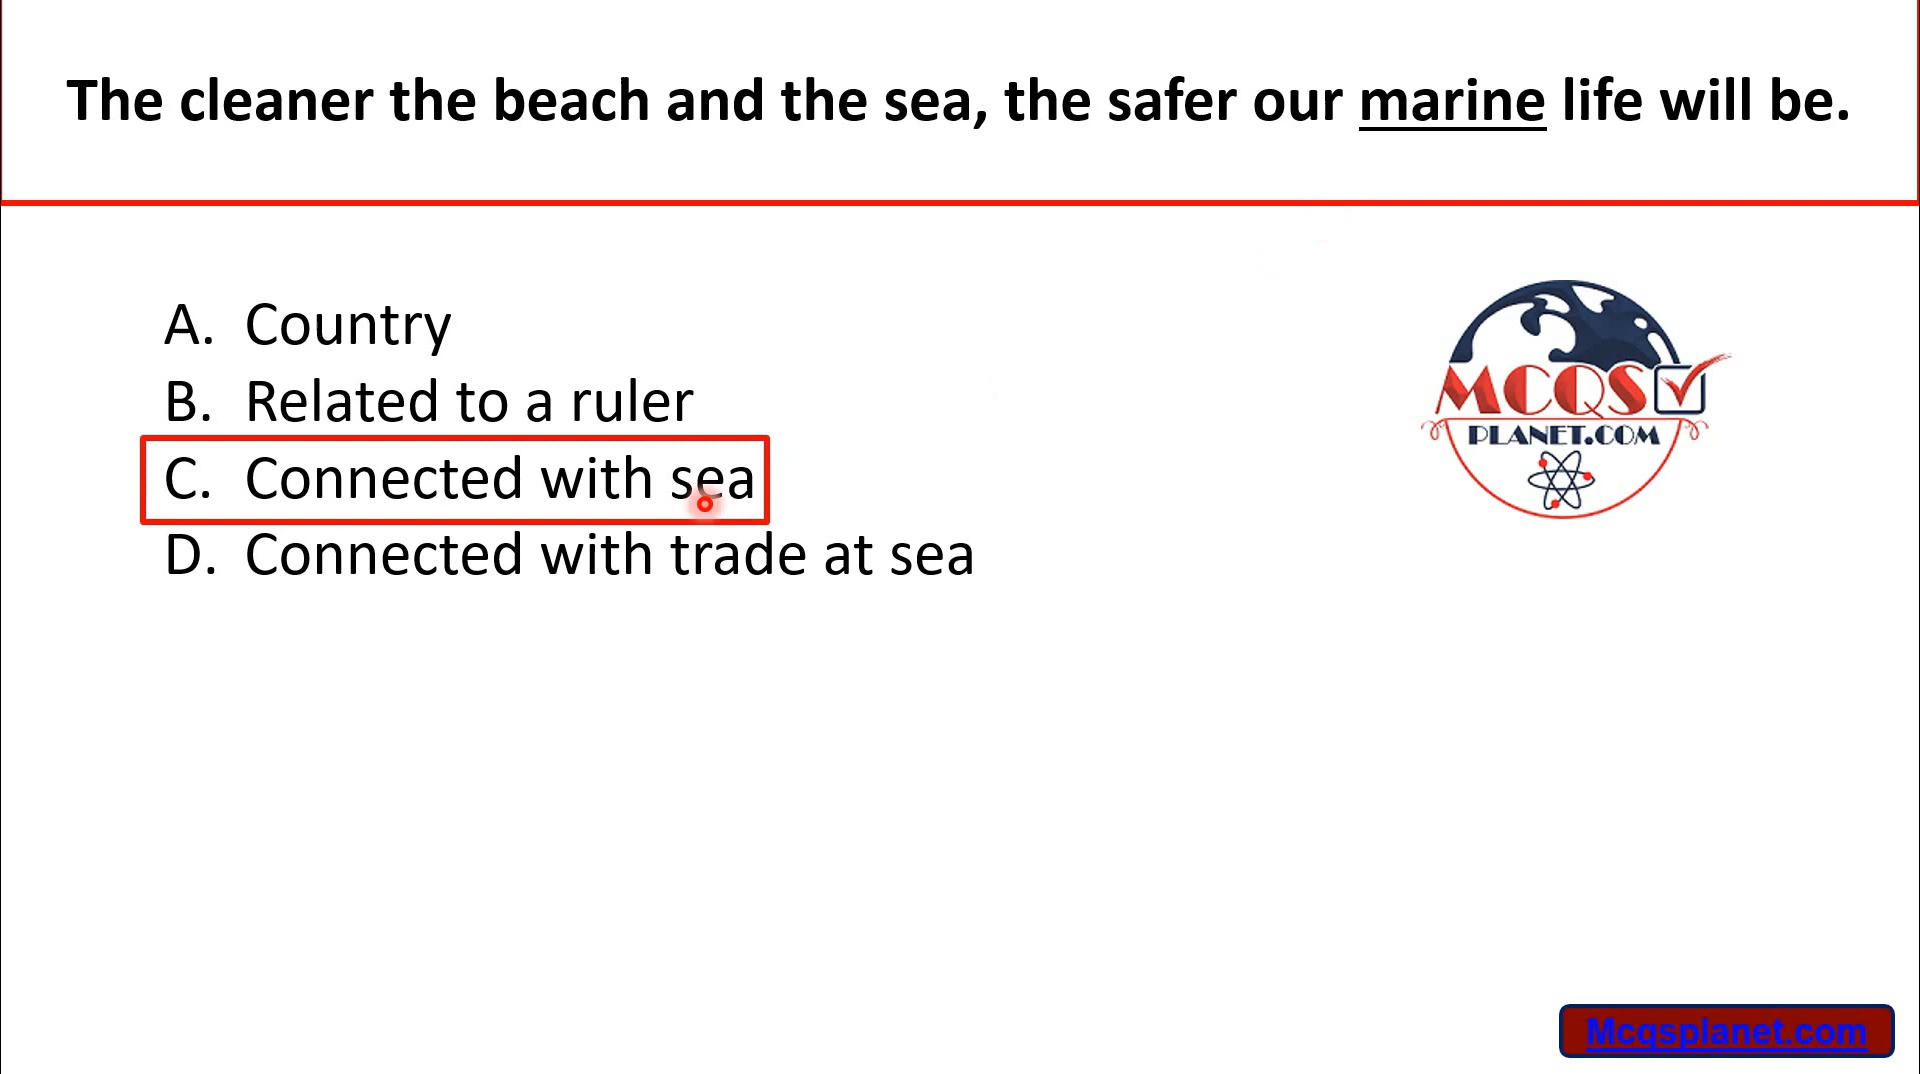 The cleaner the beach and the sea, the safer our marine life will be.
A. Country
B. Related to a ruler
C. Connected with sea
D. Connected with trade at sea
MCQS
PLANET.COM
Mcqsplanet.com